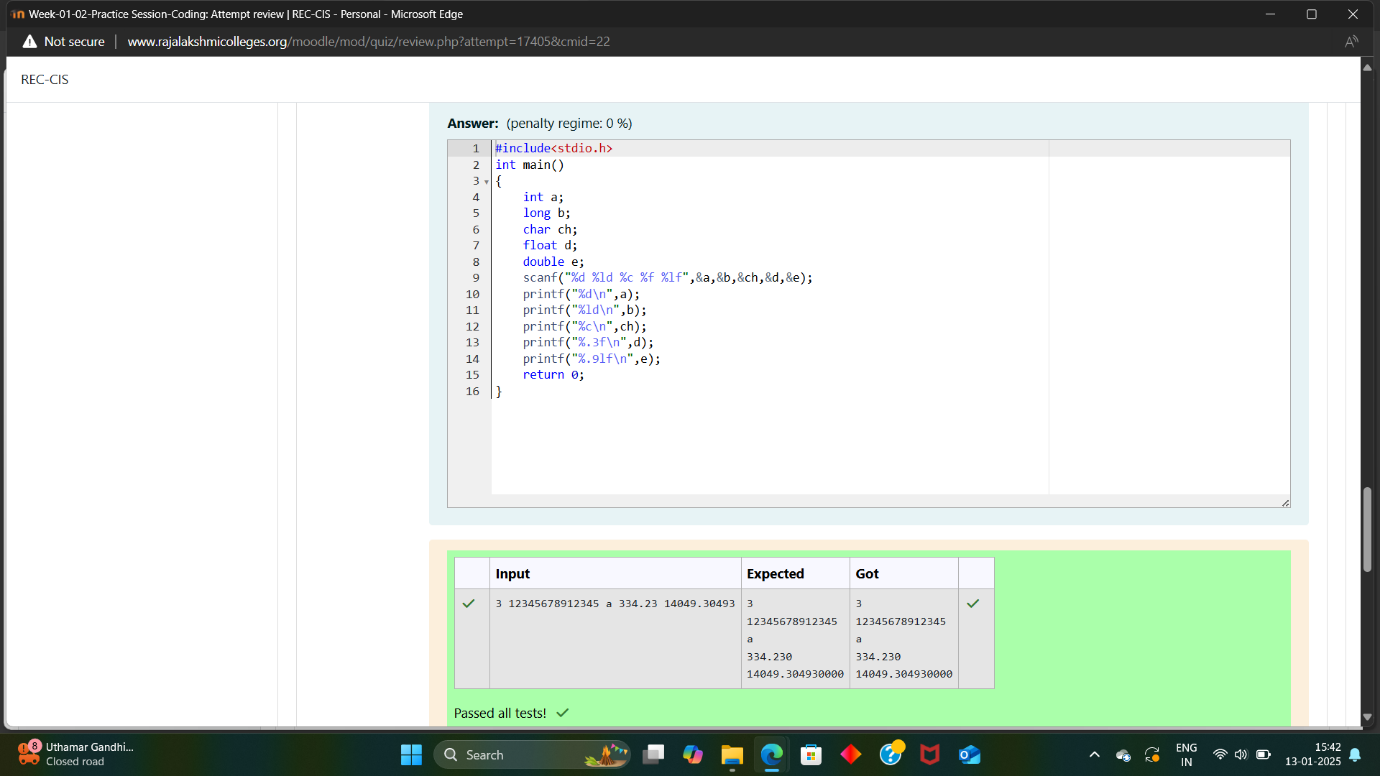 Week-01-02-Practice Session-Coding: Attempt review | REC-CIS - Personal - Microsoft Edge
Not secure | www.rajalakshmicolleges.org/moodle/mod/quiz/review.php?attempt=17405&cmid=22
REC-CIS
Answer: (penalty regime: 0 %)
1 #include<stdio.h>
2 int main()
3 {
4 int a;
5 long b;
6 char ch;
7 float d;
8 double e;
9 scanf("%d %ld %c %f %lf",&a,&b,&ch,&d,&e);
10 printf("%d\n",a);
11 printf("%ld\n",b);
12 printf("%c\n",ch);
13 printf("%.3f\n",d);
14 printf("%.9lf\n",e);
15 return 0;
16 }
Input Expected Got
3 12345678912345 a 334.23 14049.30493 3 3
12345678912345 12345678912345
a a
334.230 334.230
14049.304930000 14049.304930000
Passed all tests!
8 Uthamar Gandhi...
Closed road
Search
ENG
IN
15:42
13-01-2025